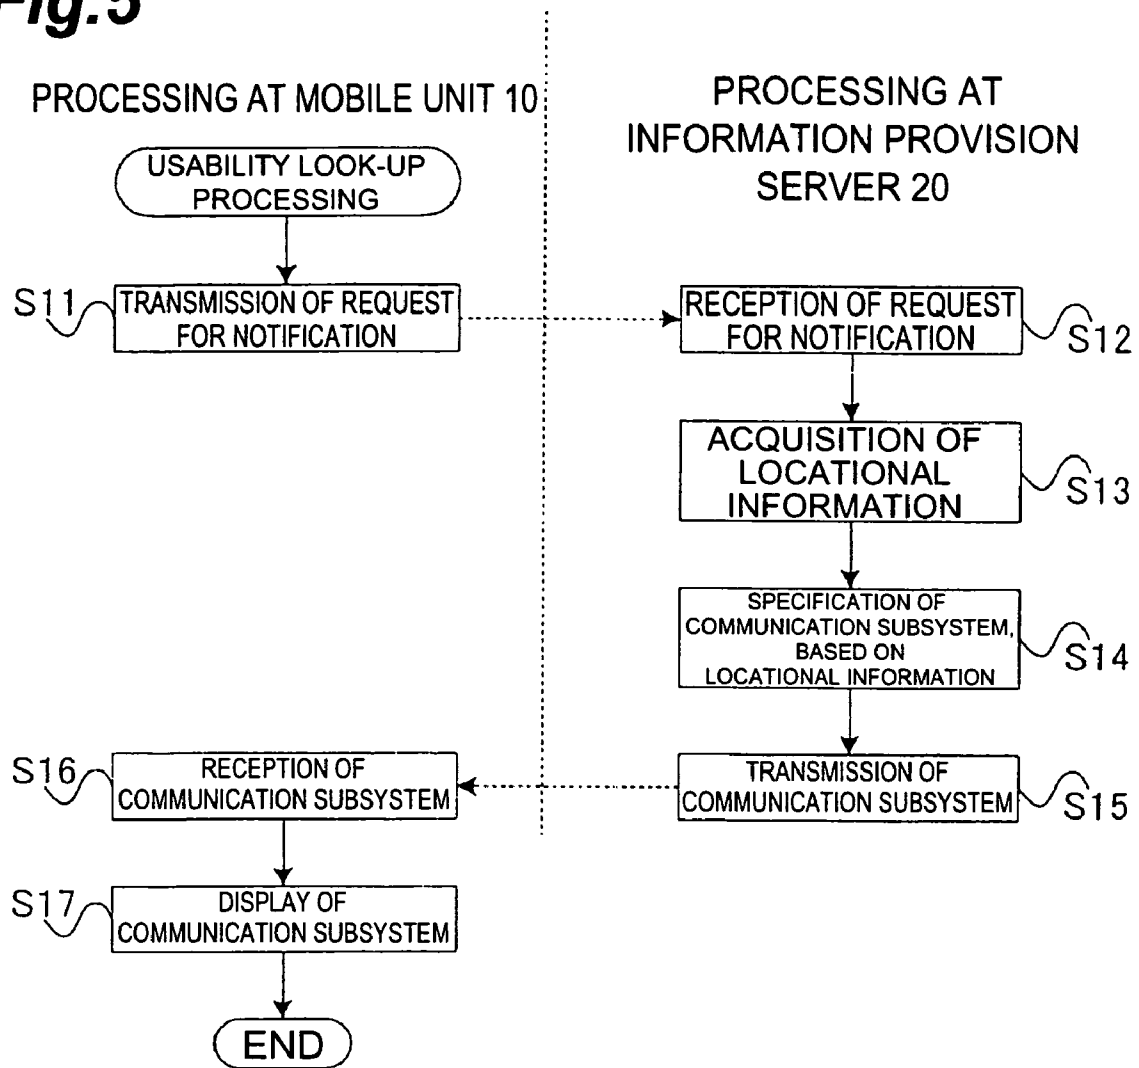 Fig.5
PROCESSING AT MOBILE UNIT 10
PROCESSING AT
INFORMATION PROVISION
SERVER 20
USABILITY LOOK-UP
PROCESSING
S11
TRANSMISSION OF REQUEST
FOR NOTIFICATION
RECEPTION OF REQUEST
FOR NOTIFICATION
S12
ACQUISITION OF
LOCATIONAL
INFORMATION
S13
SPECIFICATION OF
COMMUNICATION SUBSYSTEM,
BASED ON
LOCATIONAL INFORMATION
S14
TRANSMISSION OF
COMMUNICATION SUBSYSTEM
S15
S16
RECEPTION OF
COMMUNICATION SUBSYSTEM
S17
DISPLAY OF
COMMUNICATION SUBSYSTEM
END